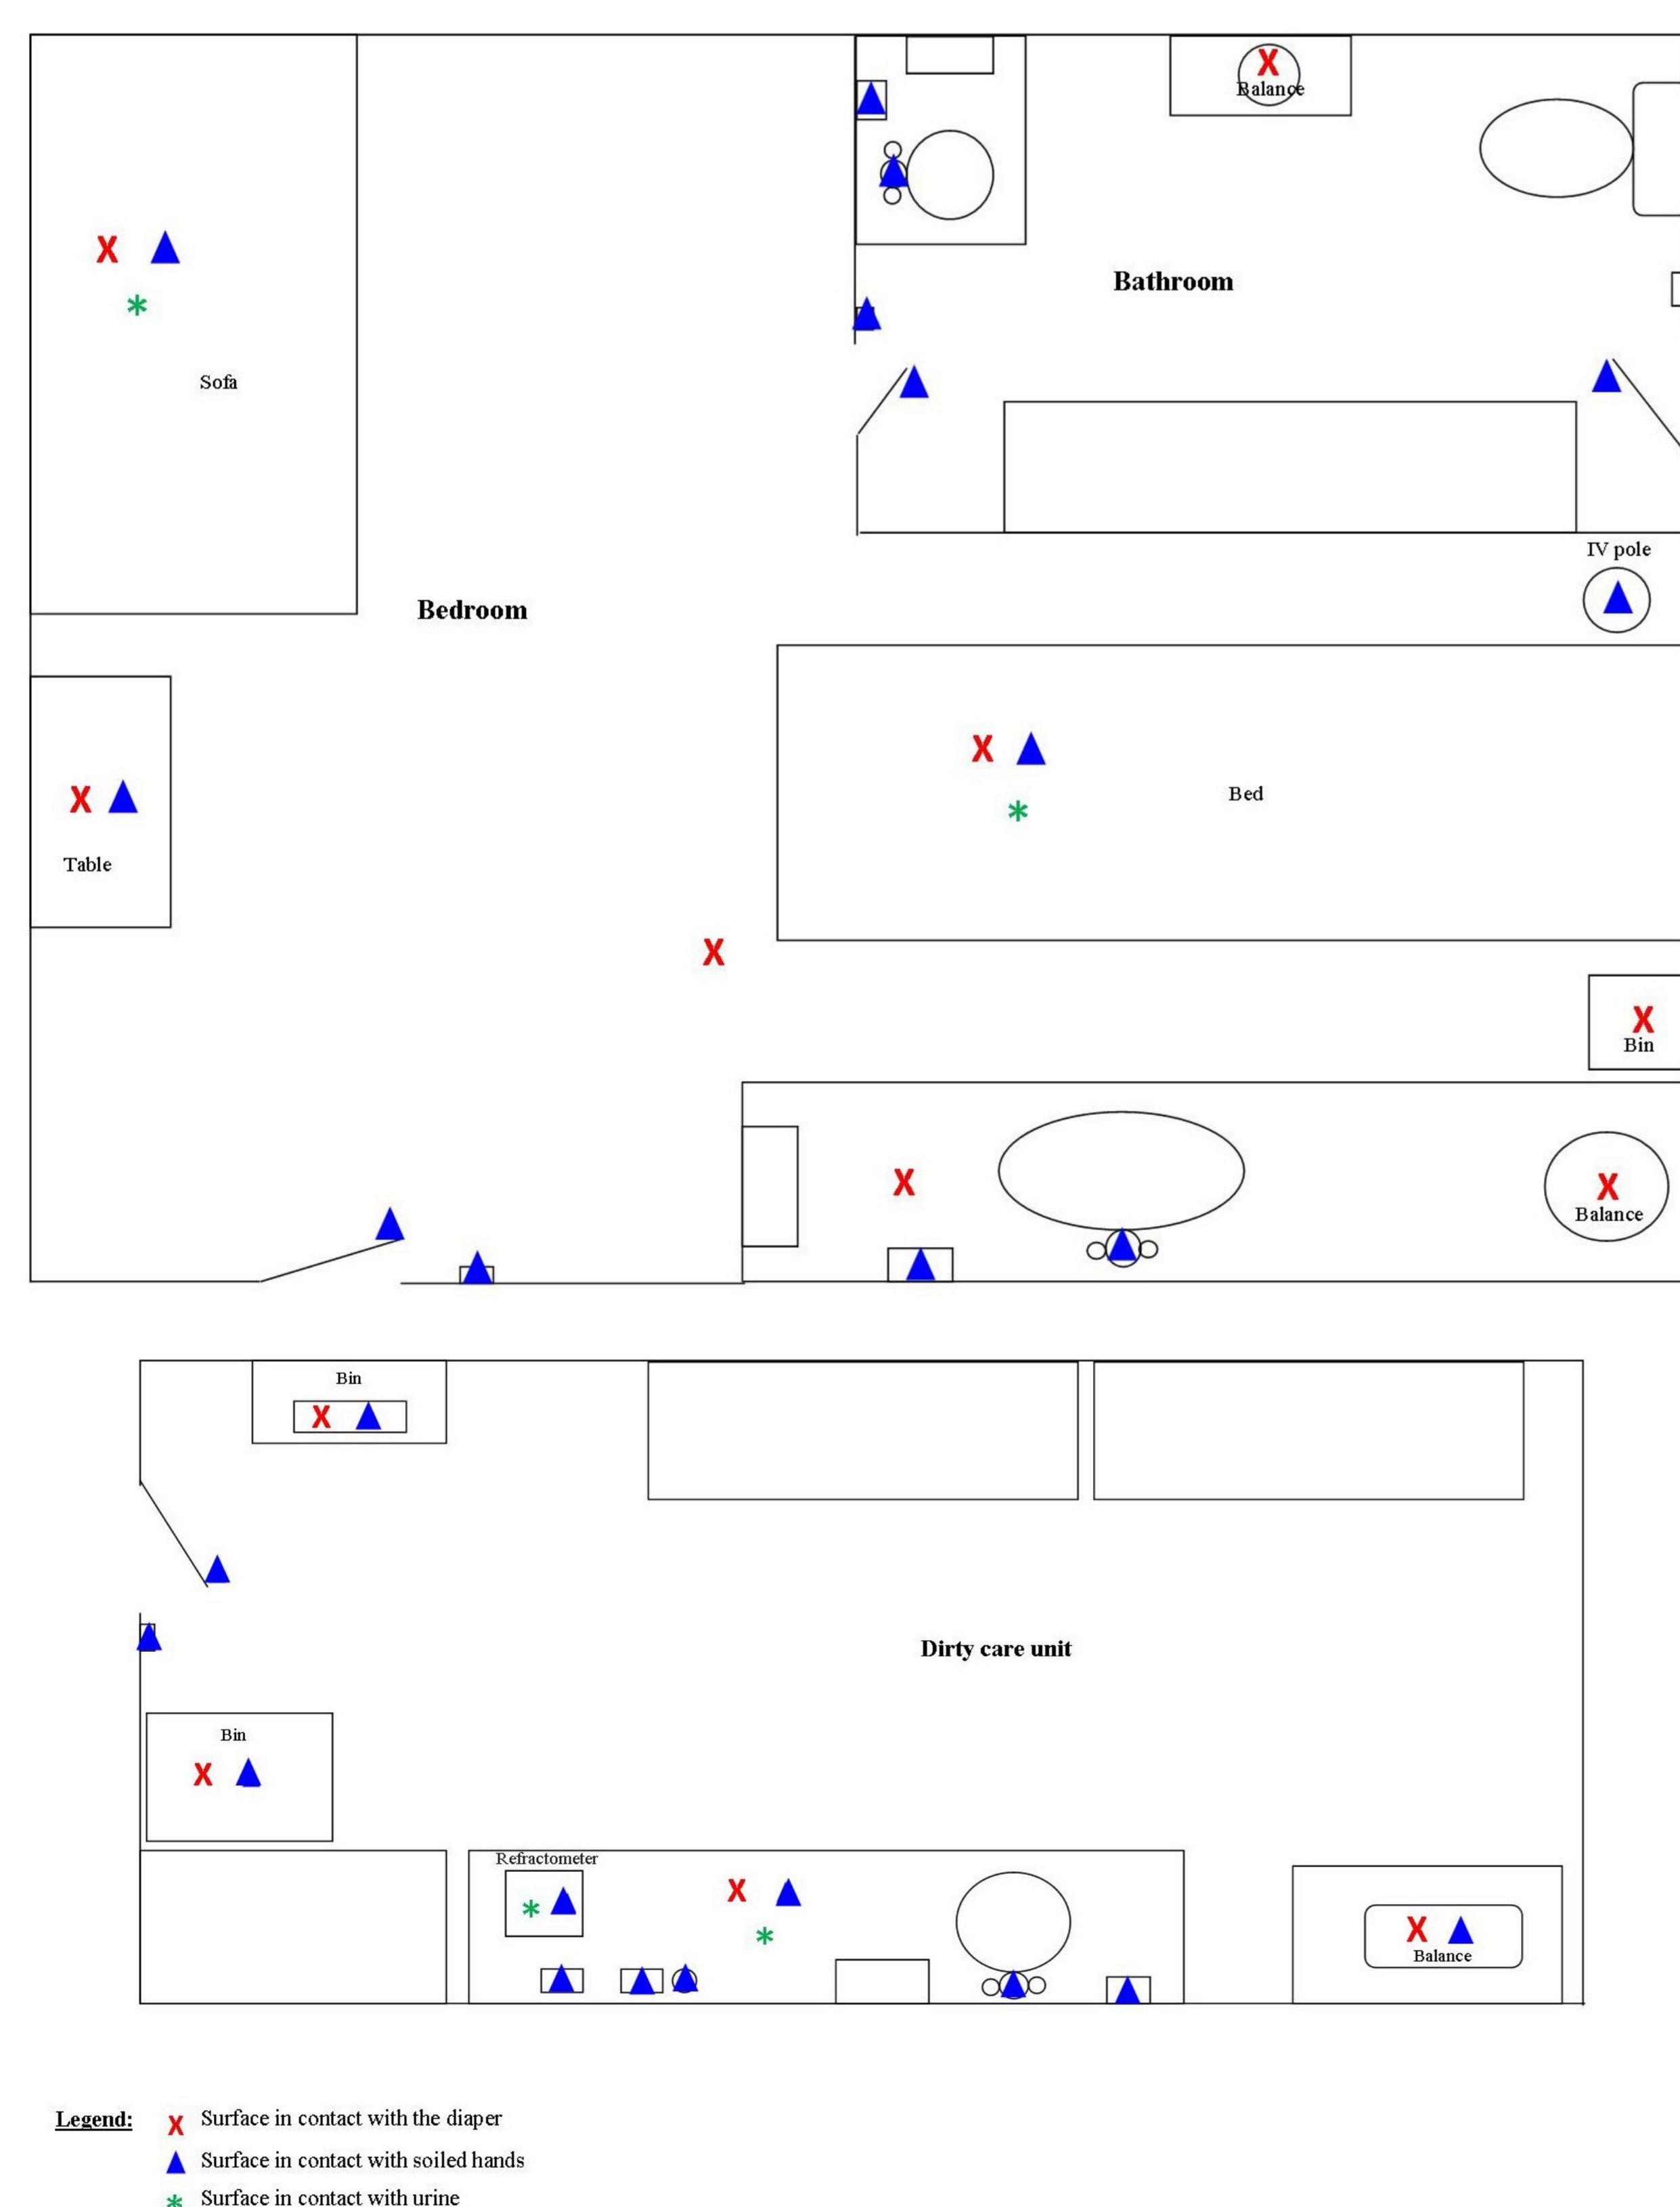 Balance
Bathroom
Sofa
IV pole
Bedroom
Bed
Table
Bin
Balance
Bin
Dirty care unit
Bin
Refractometer
Balance
Legend:
X Surface in contact with the diaper
▲ Surface in contact with soiled hands
* Surface in contact with urine